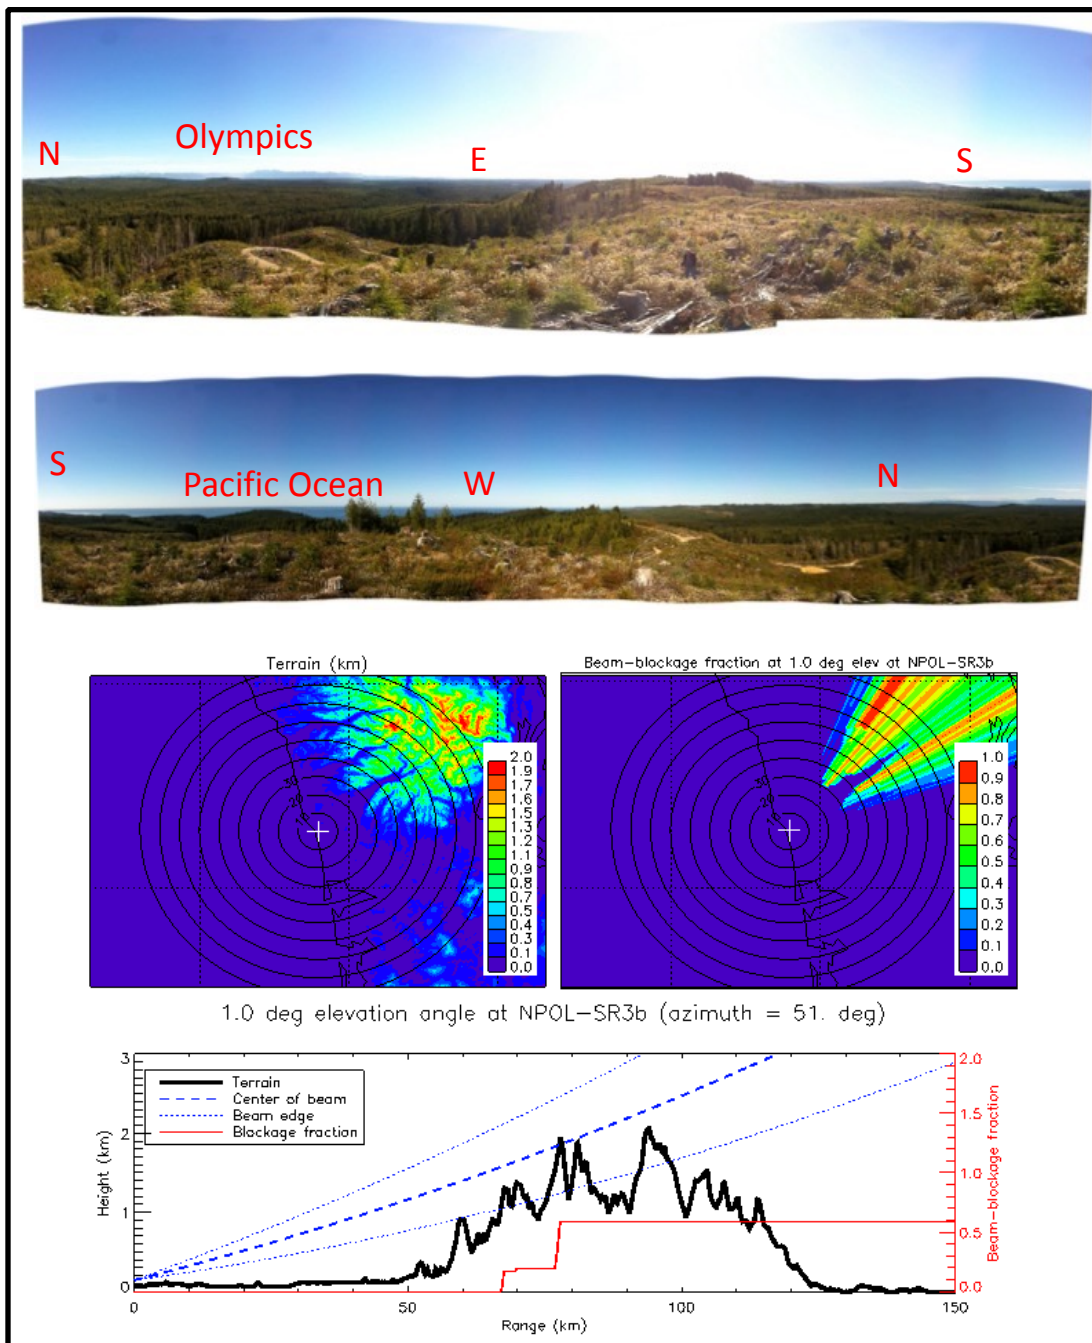 N
Olympics
E
S
S
Pacific Ocean
W
N
Terrain (km)
30
20
2.0
1.9
1.7
1.6
1.5
1.3
1.2
1.1
0.9
0.8
0.7
0.5
0.4
0.3
0.1
0.0
Beam-blockage fraction at 1.0 deg elev at NPOL-SR3b
1.0
0.9
0.8
0.7
0.6
0.5
0.4
0.3
0.2
0.1
0.0
1.0 deg elevation angle at NPOL-SR3b (azimuth = 51. deg)
Terrain
Center of beam
Beam edge
Blockage fraction
Height (km)
3
2
1
0
2.0
1.5
1.0
0.5
0.0
Beam-blockage fraction
0
50
100
150
Range (km)